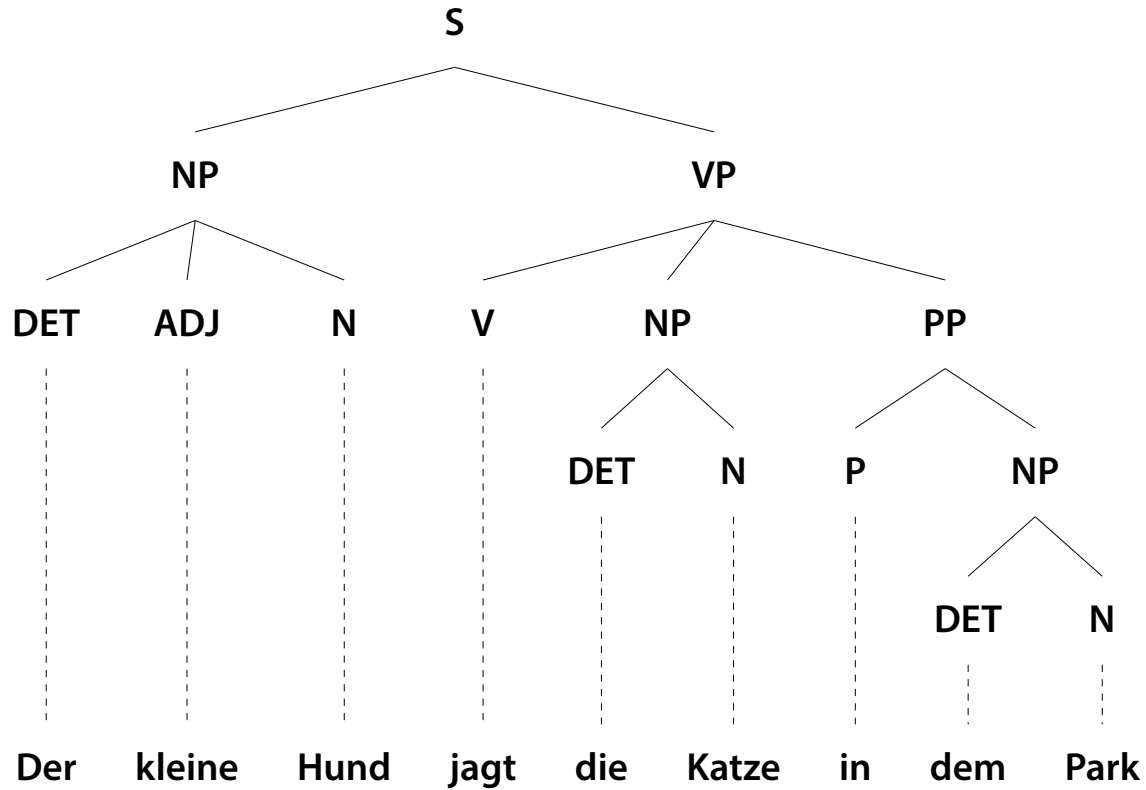 S
NP VP
DET ADJ N V NP PP
DET N P NP
DET N
Der kleine Hund jagt die Katze in dem Park